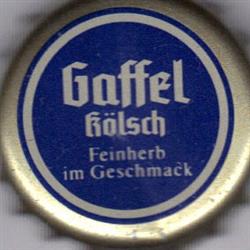 Gaffel
Kölsch
Feinherb
im Geschmack